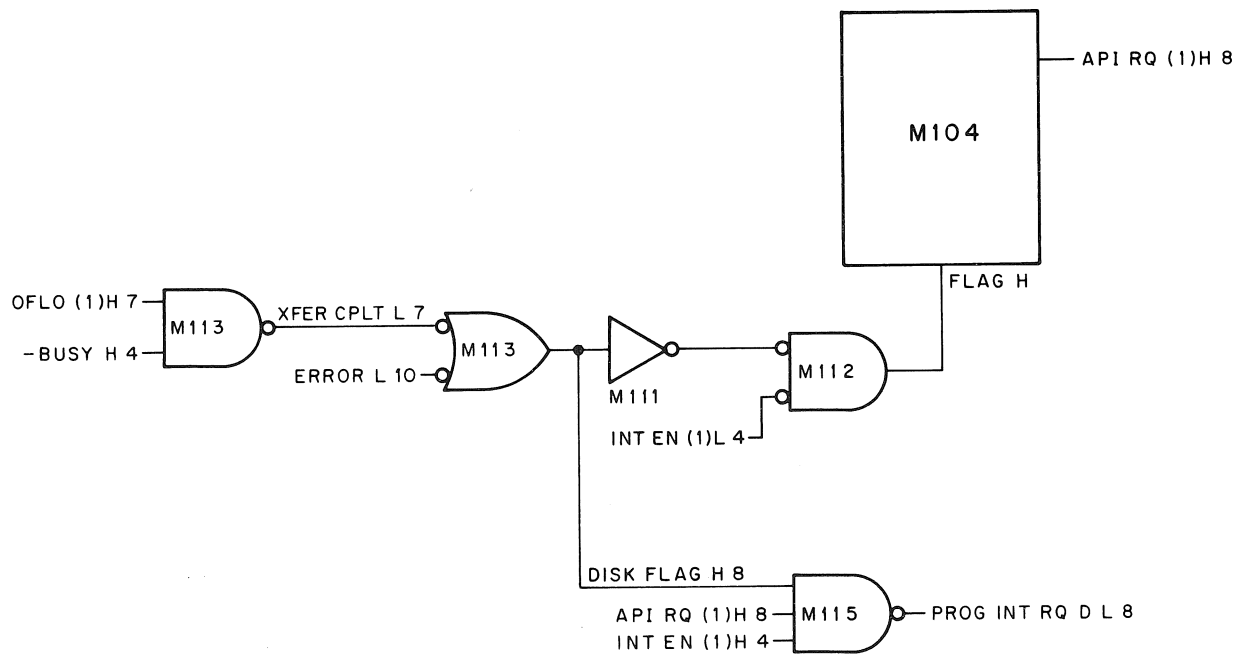 API RQ (1)H 8
M104
FLAG H
OFLO (1)H 7
M113
XFER CPLT L 7
-BUSY H 4
M113
ERROR L 10
M111
M112
INT EN (1)L 4
DISK FLAG H 8
API RQ (1)H 8
M115
PROG INT RQ D L 8
INT EN (1)H 4